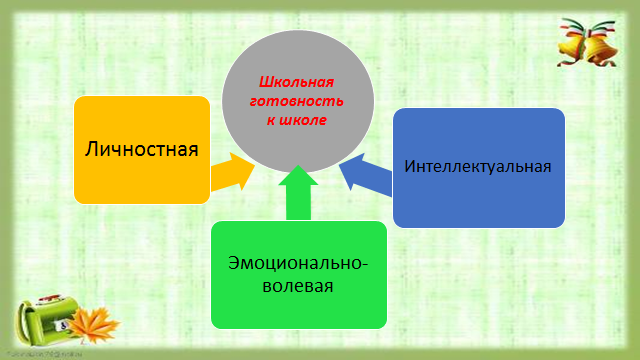 Школьная
готовность
к школе
Личностная
Интеллектуальная
Эмоционально-
волевая